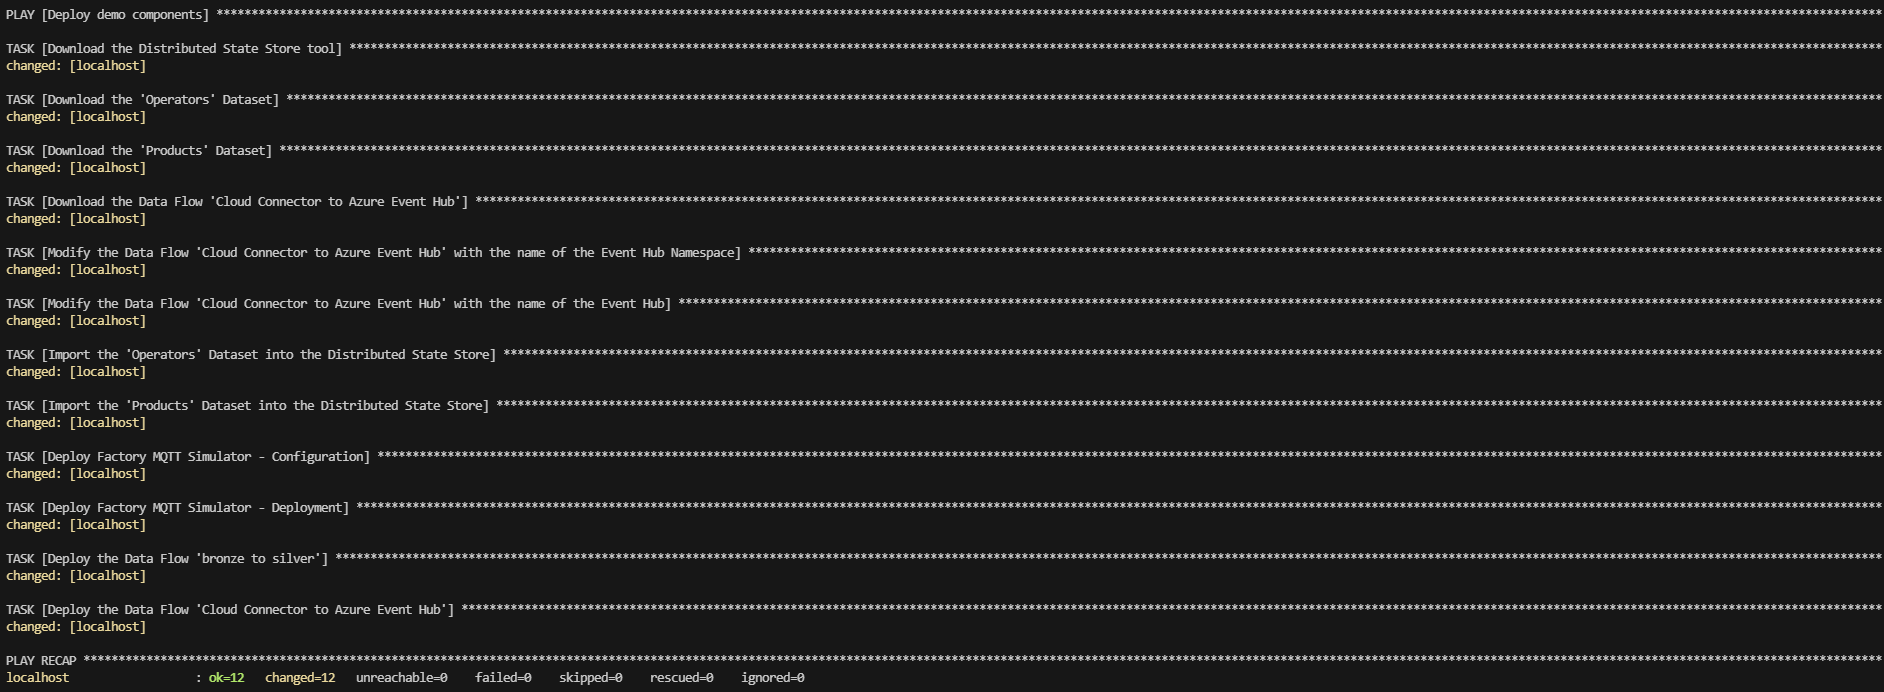 PLAY [Deploy demo components] ****************************************************************
TASK [Download the Distributed State Store tool] ****************************************************************
changed: [localhost]
TASK [Download the 'Operators' Dataset] ****************************************************************
changed: [localhost]
TASK [Download the 'Products' Dataset] ****************************************************************
changed: [localhost]
TASK [Download the Data Flow 'Cloud Connector to Azure Event Hub'] ****************************************************************
changed: [localhost]
TASK [Modify the Data Flow 'Cloud Connector to Azure Event Hub' with the name of the Event Hub Namespace] ****************************************************************
changed: [localhost]
TASK [Modify the Data Flow 'Cloud Connector to Azure Event Hub' with the name of the Event Hub] ****************************************************************
changed: [localhost]
TASK [Import the 'Operators' Dataset into the Distributed State Store] ****************************************************************
changed: [localhost]
TASK [Import the 'Products' Dataset into the Distributed State Store] ****************************************************************
changed: [localhost]
TASK [Deploy Factory MQTT Simulator - Configuration] ****************************************************************
changed: [localhost]
TASK [Deploy Factory MQTT Simulator - Deployment] ****************************************************************
changed: [localhost]
TASK [Deploy the Data Flow 'bronze to silver'] ****************************************************************
changed: [localhost]
TASK [Deploy the Data Flow 'Cloud Connector to Azure Event Hub'] ****************************************************************
changed: [localhost]
PLAY RECAP ****************************************************************
localhost                  : ok=12   changed=12   unreachable=0    failed=0    skipped=0    rescued=0    ignored=0